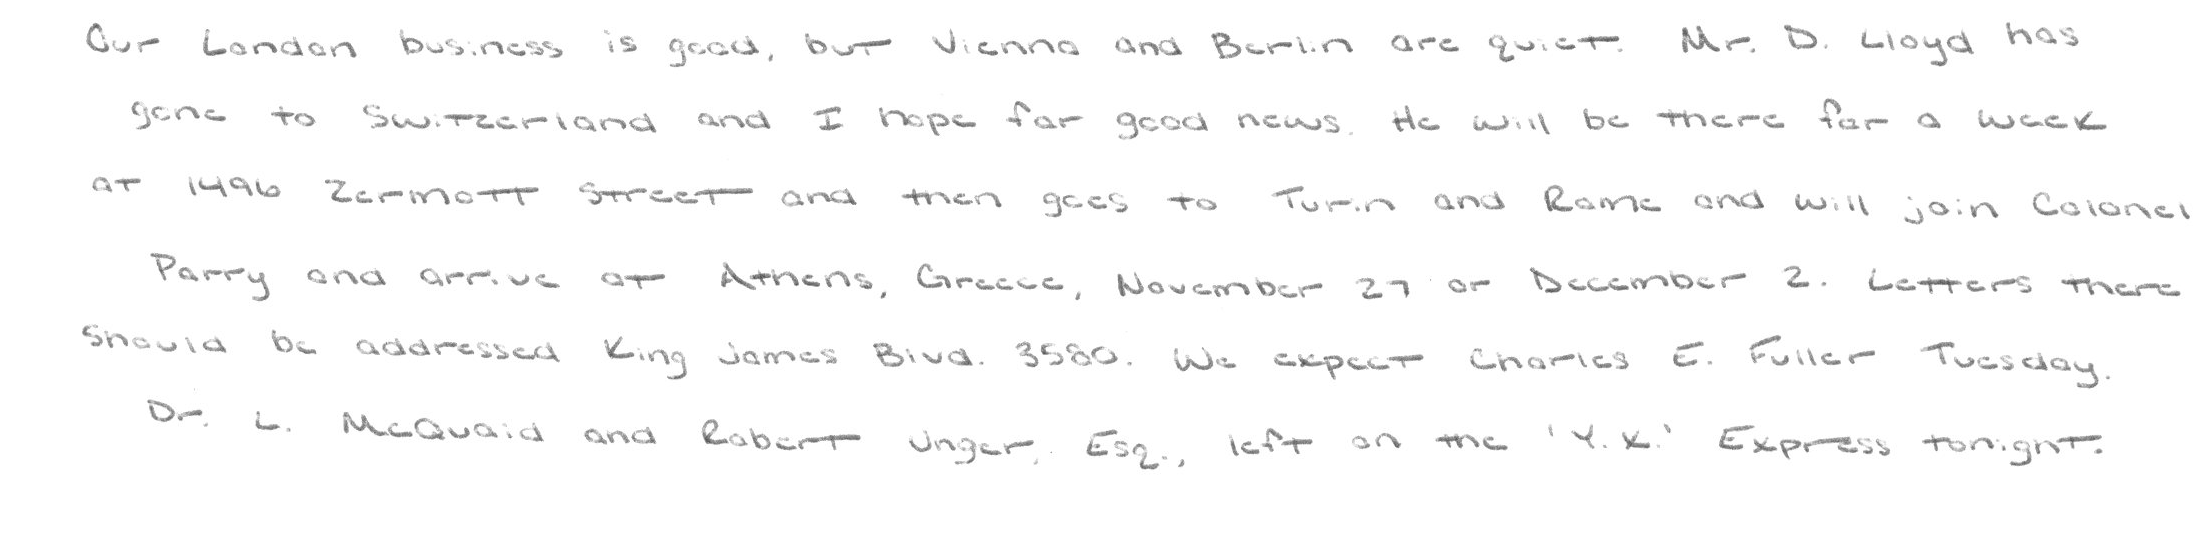 Our London business is good, but Vienna and Berlin are quiet. Mr. D. Lloyd has
gone to Switzerland and I hope for good news. He will be there for a week
at 1496 Zermott Street and then goes to Turin and Rome and will join Colonel
Parry and arrive at Athens, Greece, November 27 or December 2. Letters there
should be addressed King James Blvd. 3580. We expect Charles E. Fuller Tuesday.
Dr. L. McQuaid and Robert Unger, Esq., left on the 'Y.X.' Express tonight.